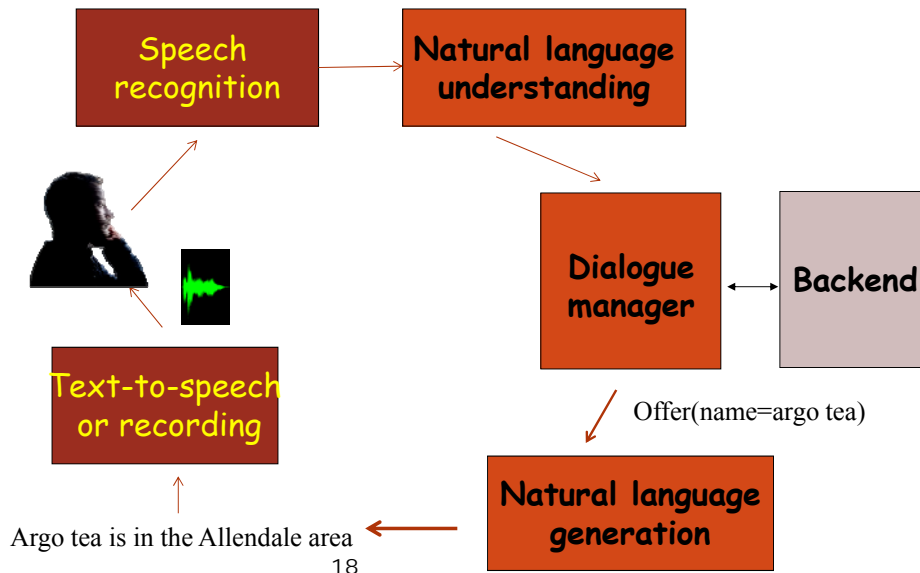 Speech
recognition
Natural language
understanding
Dialogue
manager
Backend
Offer(name=argo tea)
Natural language
generation
Text-to-speech
or recording
Argo tea is in the Allendale area
18